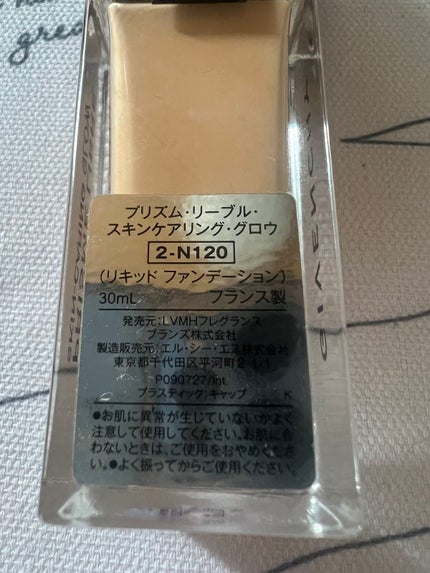 grea
GIVENCHY
プリズム・リーブル・
スキンケアリング・グロウ
2-N120
(リキッド ファンデーション)
30mL フランス製
発売元:LVMHフレグランス
ブランズ株式会社
製造販売元:エル・シー・エス株式会社
東京都千代田区平河町2-1-1
P090727/Int.
プラスティック:キャップ K
●お肌に異常が生じていないかよく
注意して使用してください。お肌に合
わないときは、ご使用をおやめくださ
い。●よく振ってからご使用ください。